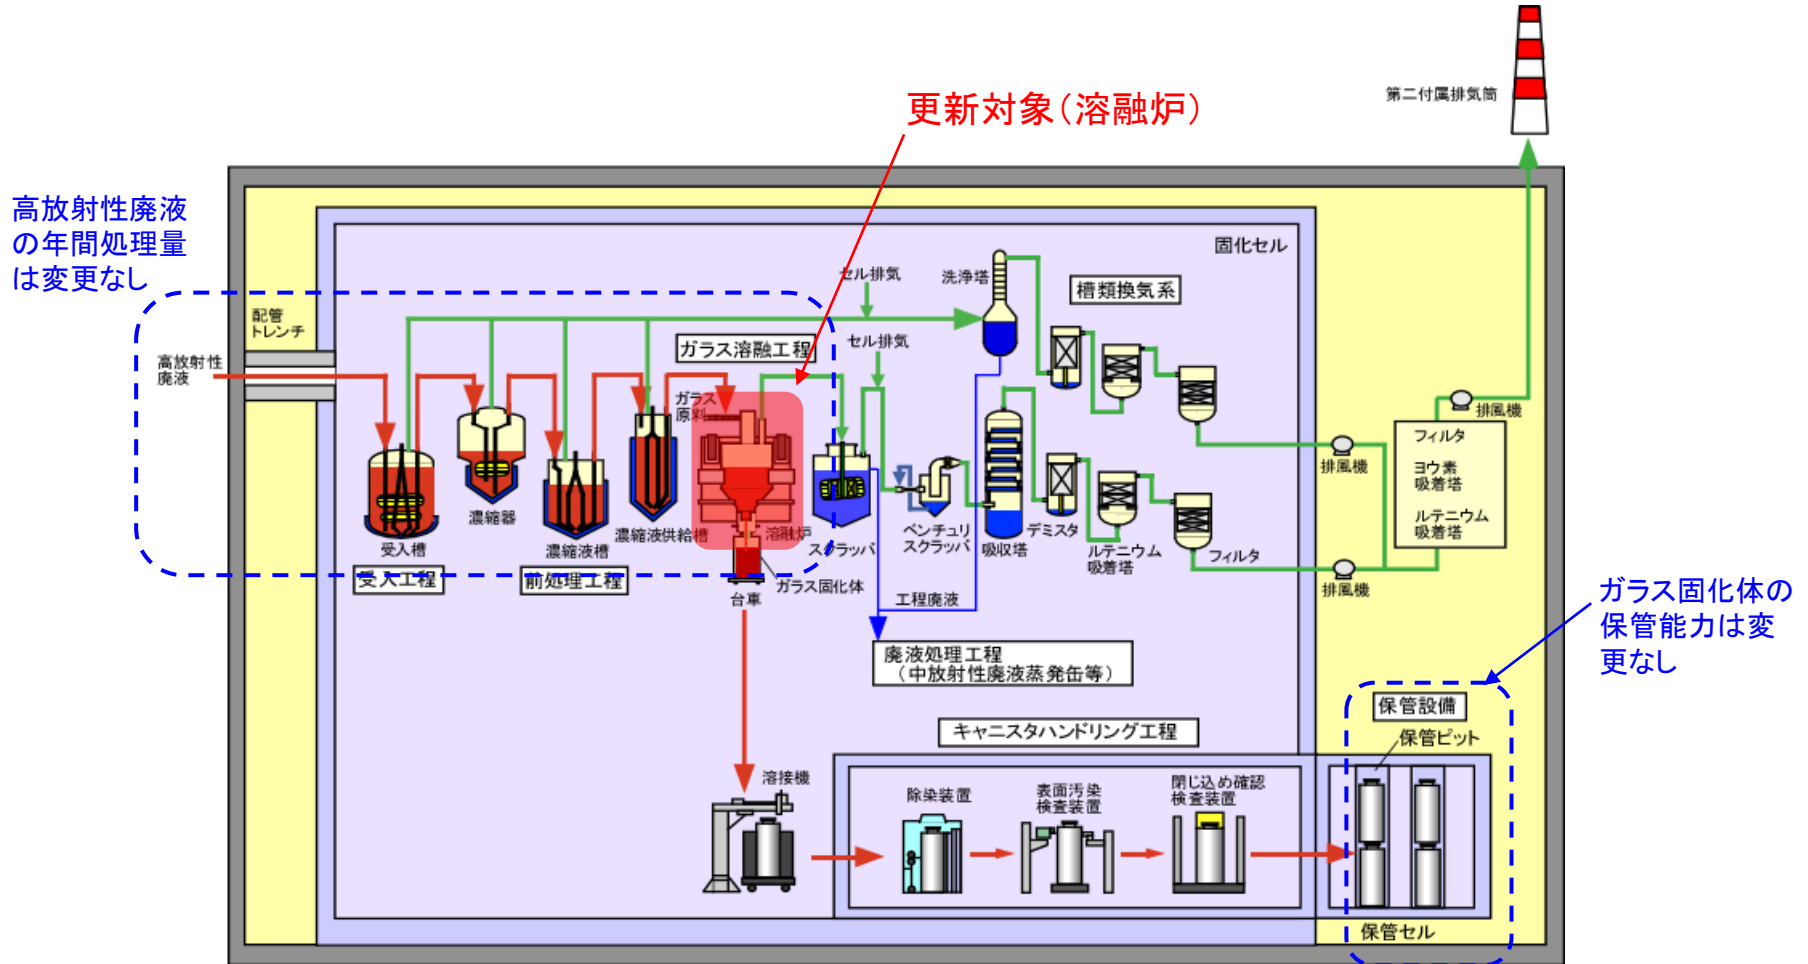 第二付属排気筒
更新対象(溶融炉)
高放射性廃液
の年間処理量
は変更なし
固化セル
セル排気
洗浄塔
槽類換気系
配管
トレンチ
ガラス溶融工程
セル排気
高放射性
廃液
ガラス
原料
排風機
フィルタ
ヨウ素
吸着塔
ルテニウム
吸着塔
排風機
濃縮器
受入槽
濃縮液槽
濃縮液供給槽
溶融炉
スクラッバ
ベンチュリ
スクラッバ
吸収塔
デミスタ
ルテニウム
吸着塔
フィルタ
排風機
受入工程
前処理工程
ガラス固化体
台車
工程廃液
ガラス固化体の
保管能力は変
更なし
廃液処理工程
(中放射性廃液蒸発缶等)
キャニスタハンドリング工程
保管設備
保管ピット
溶接機
除染装置
表面汚染
検査装置
閉じ込め確認
検査装置
保管セル